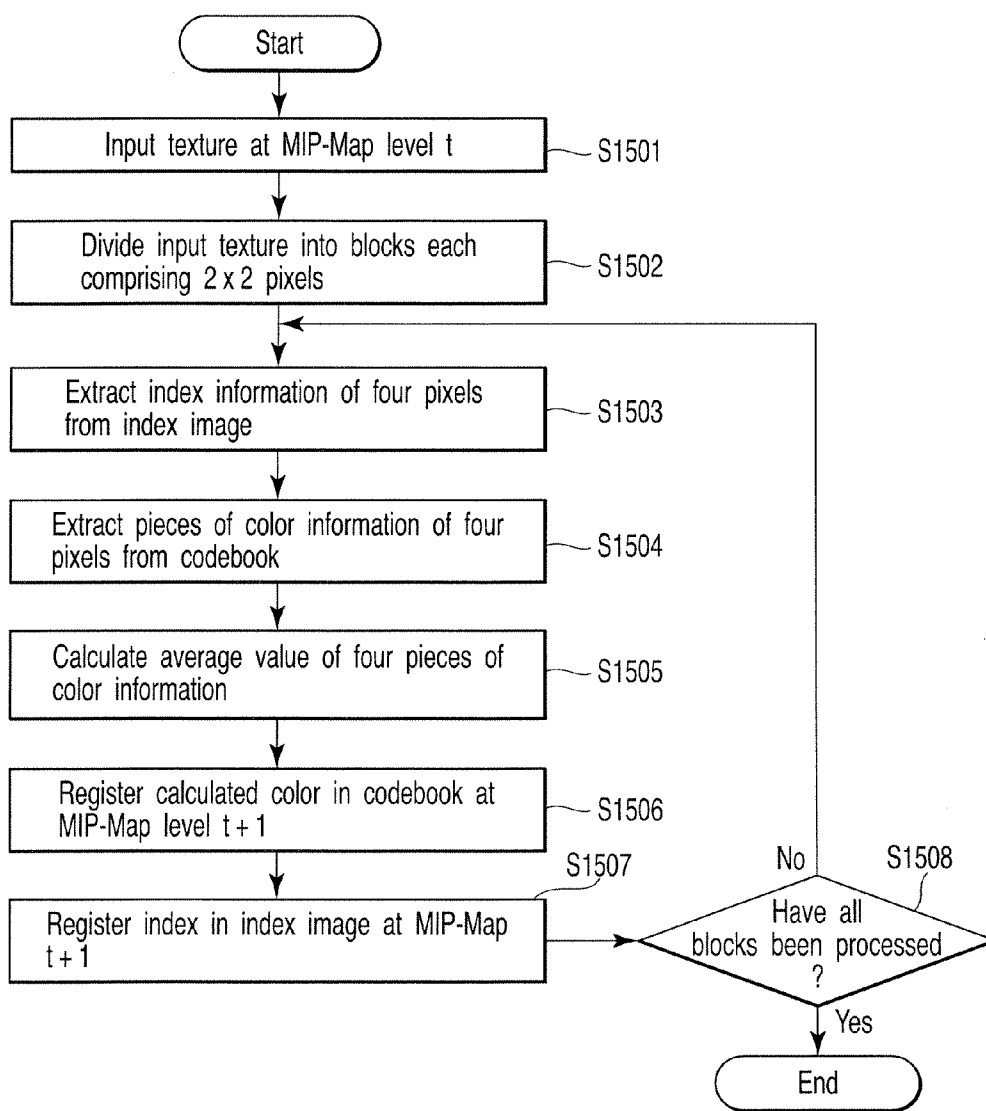 Start
Input texture at MIP-Map level t
S1501
Divide input texture into blocks each
comprising 2 x 2 pixels
S1502
Extract index information of four pixels
from index image
S1503
Extract pieces of color information of four
pixels from codebook
S1504
Calculate average value of four pieces of
color information
S1505
Register calculated color in codebook at
MIP-Map level t + 1
S1506
S1507
Register index in index image at MIP-Map
t + 1
No
S1508
Have all
blocks been processed
?
Yes
End